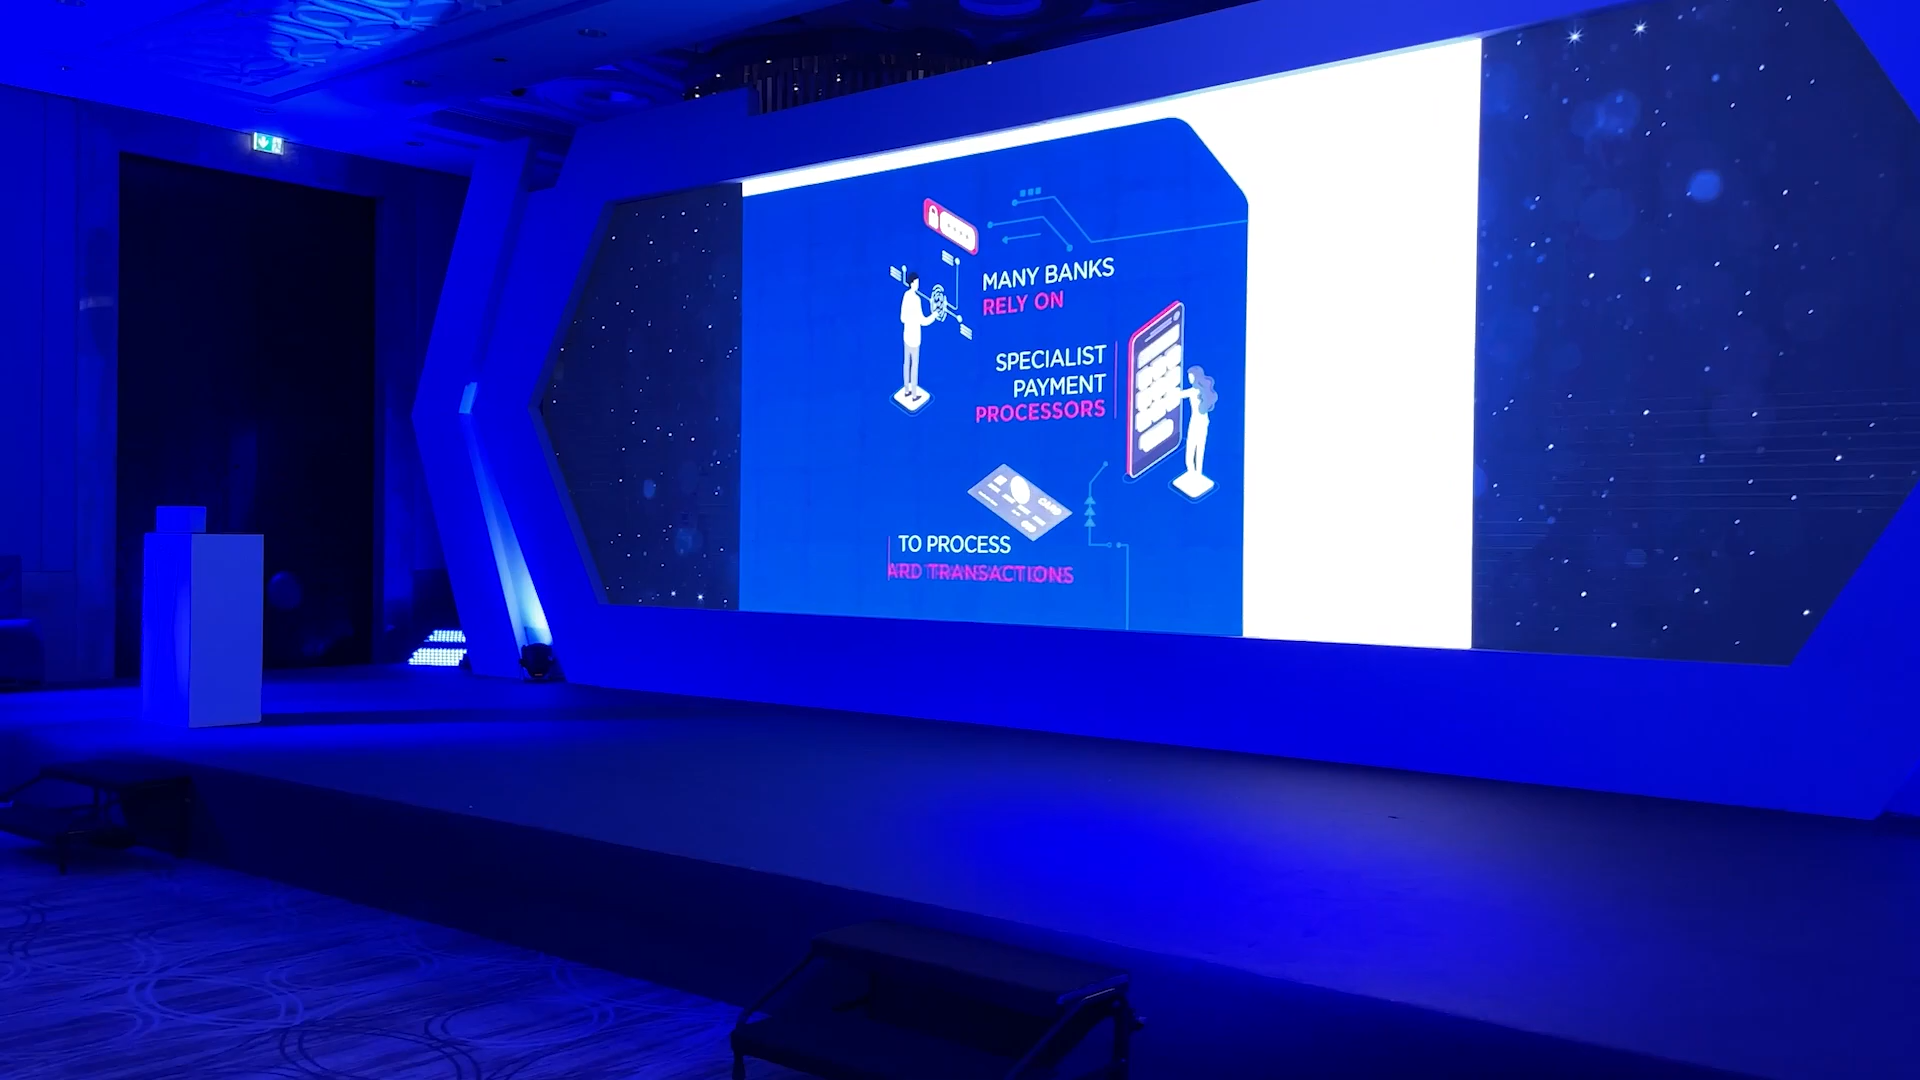 MANY BANKS
RELY ON
SPECIALIST
PAYMENT
PROCESSORS
TO PROCESS
ARD TRANSACTIONS